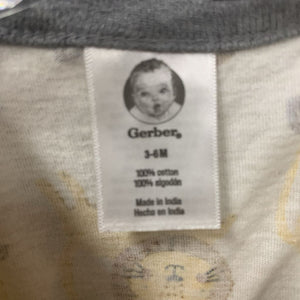 Gerber®
3-6M
100% cotton
100% algodón
Made in India
Hecho en India